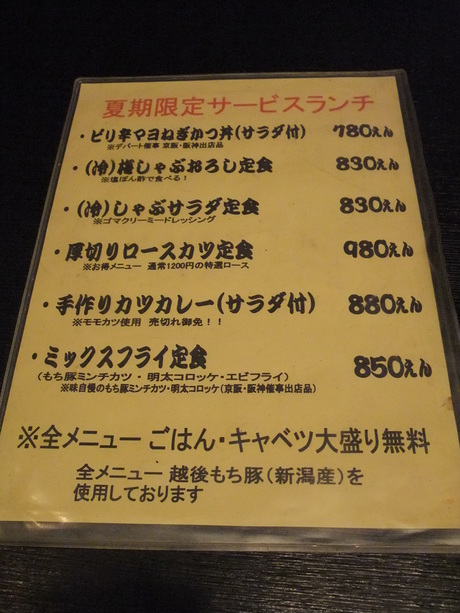 夏期限定サービスランチ
・ピリ辛マヨねぎかつ丼(サラダ付) 780えん
※デパート催事 京阪・阪神出店品
・(冷)梅しゃぶおろし定食 830えん
※塩ぽん酢で食べる！
・(冷)しゃぶサラダ定食 830えん
※ゴマクリーミードレッシング
・厚切りロースカツ定食 980えん
※お得メニュー 通常1200円の特選ロース
・手作りカツカレー(サラダ付) 880えん
※モモカツ使用 売切れ御免！！
・ミックスフライ定食 850えん
(もち豚ミンチカツ・明太コロッケ・エビフライ)
※味自慢のもち豚ミンチカツ・明太コロッケ(京阪・阪神催事出店品)
※全メニュー ごはん・キャベツ大盛り無料
全メニュー 越後もち豚(新潟産)を
使用しております